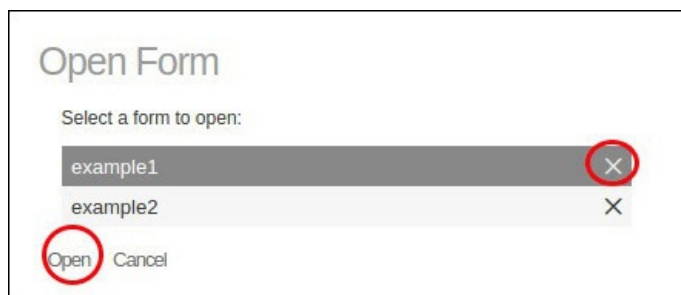 Open Form
Select a form to open:
example1
example2
Open Cancel